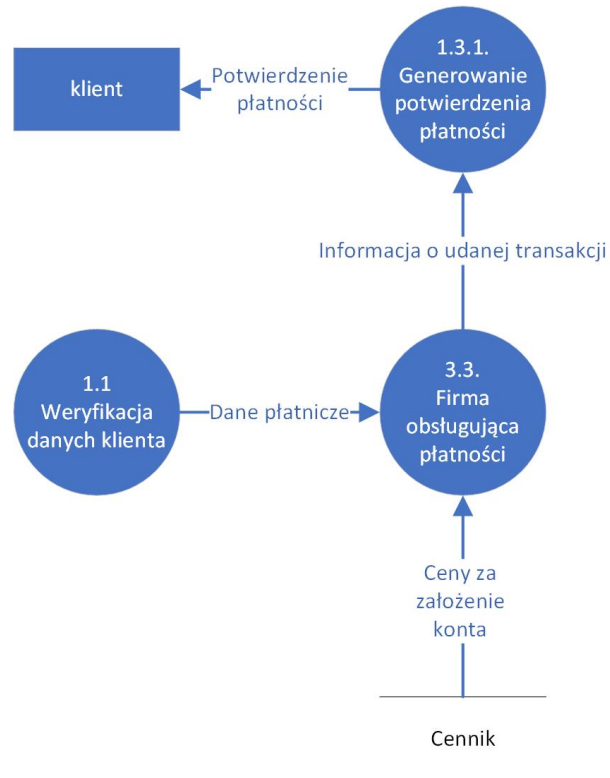 klient
Potwierdzenie
płatności
1.3.1.
Generowanie
potwierdzenia
płatności
Informacja o udanej transakcji
1.1
Weryfikacja
danych klienta
Dane płatnicze
3.3.
Firma
obsługująca
płatności
Ceny za
założenie
konta
Cennik